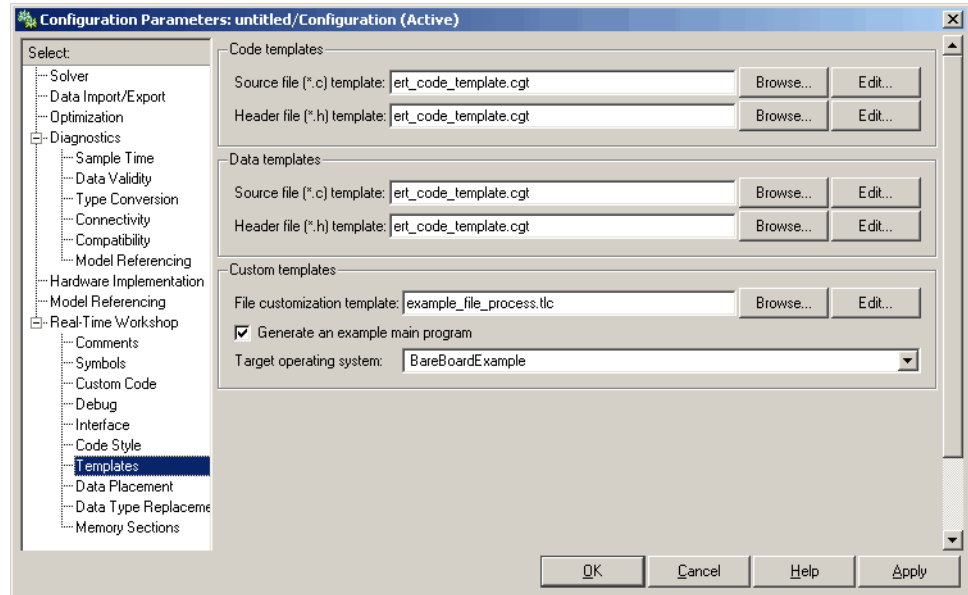 Configuration Parameters: untitled/Configuration (Active)
Select:
Solver
Data Import/Export
Optimization
Diagnostics
Sample Time
Data Validity
Type Conversion
Connectivity
Compatibility
Model Referencing
Hardware Implementation
Model Referencing
Real-Time Workshop
Comments
Symbols
Custom Code
Debug
Interface
Code Style
Templates
Data Placement
Data Type Replaceme
Memory Sections
Code templates
Source file (*.c) template: ert_code_template.cgt Browse... Edit...
Header file (*.h) template: ert_code_template.cgt Browse... Edit...
Data templates
Source file (*.c) template: ert_code_template.cgt Browse... Edit...
Header file (*.h) template: ert_code_template.cgt Browse... Edit...
Custom templates
File customization template: example_file_process.tlc Browse... Edit...
Generate an example main program
Target operating system: BareBoardExample
OK Cancel Help Apply